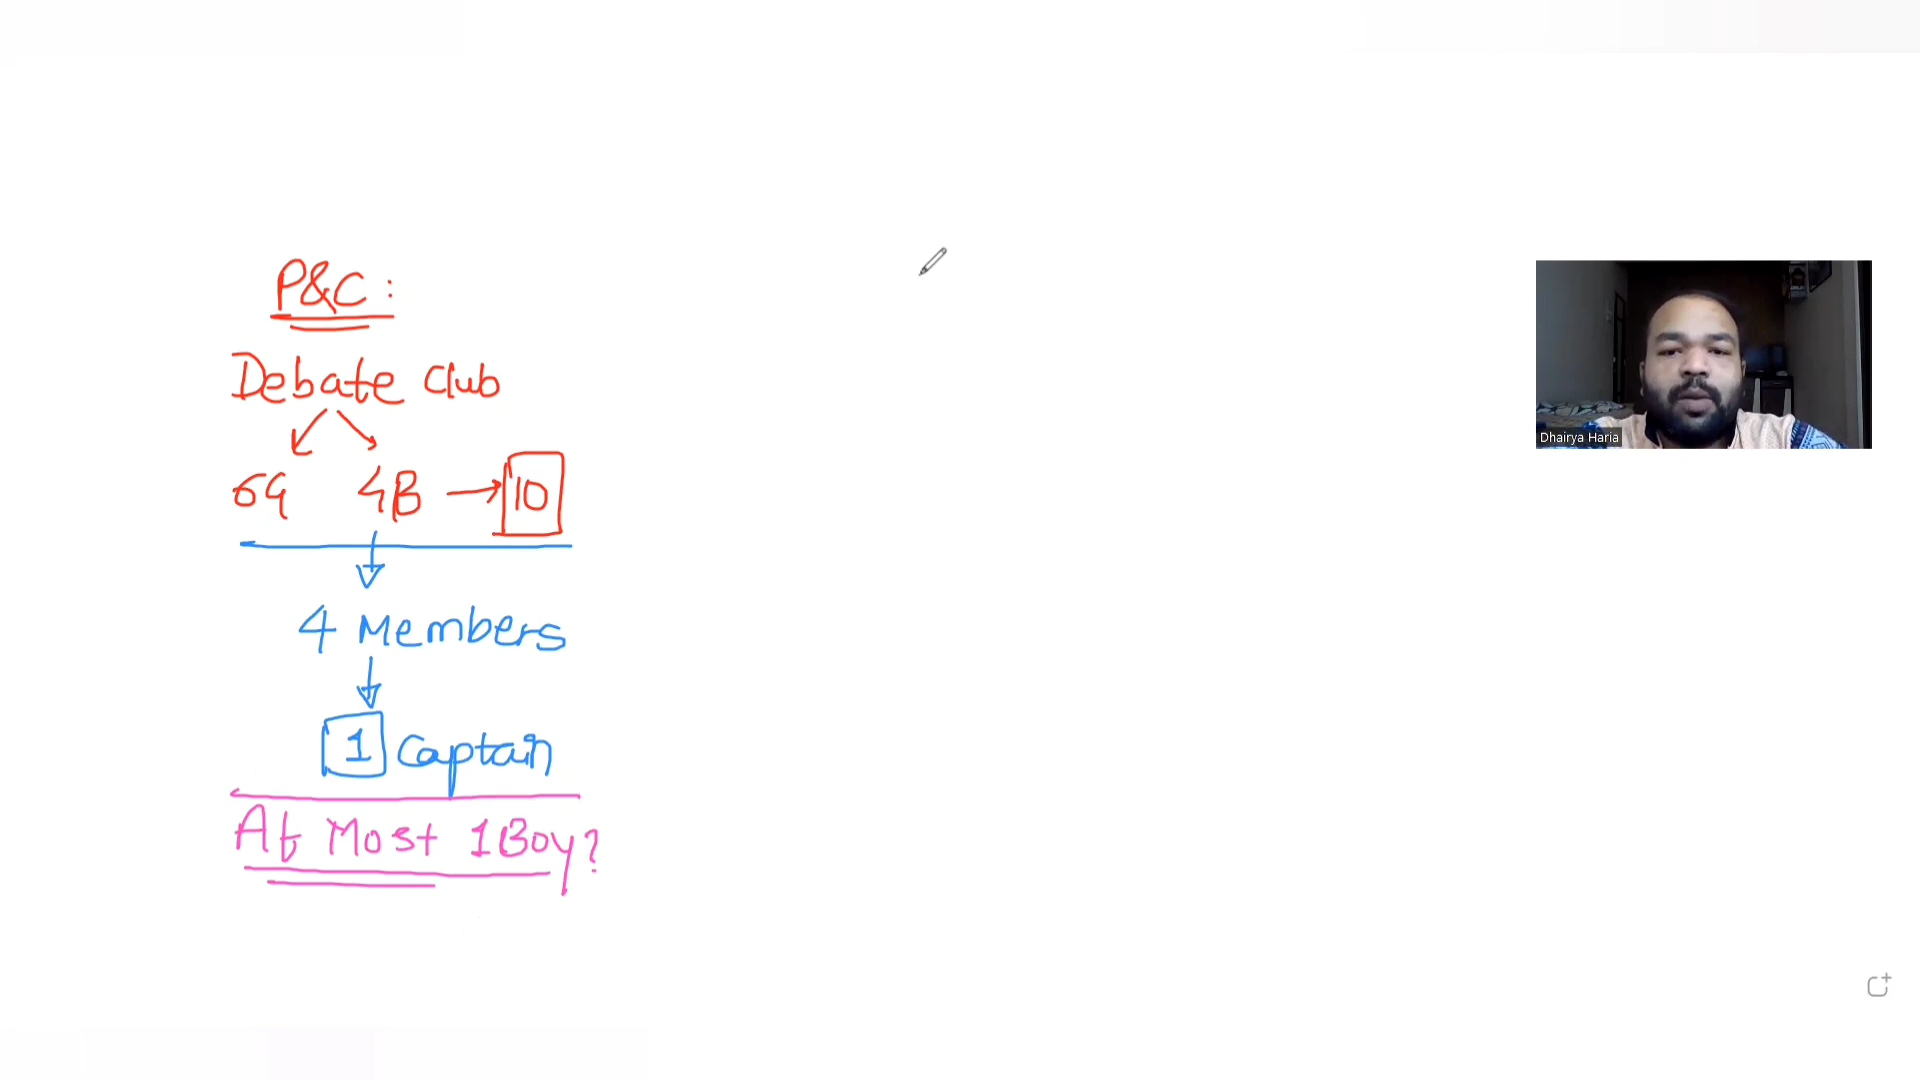 P&C :
Debate Club
6G 4B → 10
4 Members
1 Captain
At Most 1 Boy?
Dhairya Haria